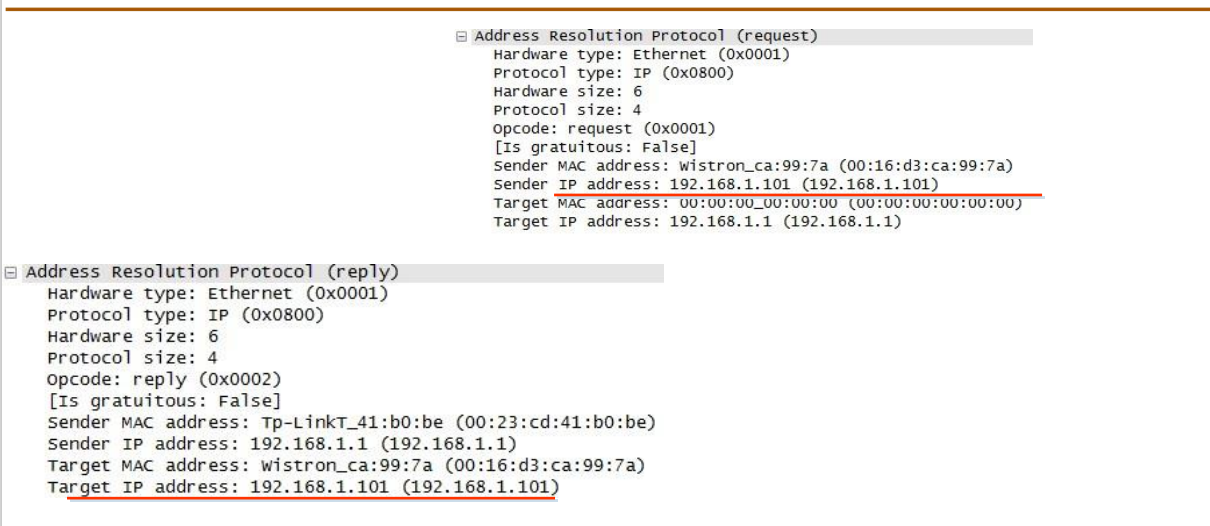 Address Resolution Protocol (request)
Hardware type: Ethernet (0x0001)
Protocol type: IP (0x0800)
Hardware size: 6
Protocol size: 4
Opcode: request (0x0001)
[Is gratuitous: False]
Sender MAC address: Wistron_ca:99:7a (00:16:d3:ca:99:7a)
Sender IP address: 192.168.1.101 (192.168.1.101)
Target MAC address: 00:00:00_00:00:00 (00:00:00:00:00:00)
Target IP address: 192.168.1.1 (192.168.1.1)
Address Resolution Protocol (reply)
Hardware type: Ethernet (0x0001)
Protocol type: IP (0x0800)
Hardware size: 6
Protocol size: 4
Opcode: reply (0x0002)
[Is gratuitous: False]
Sender MAC address: Tp-LinkT_41:b0:be (00:23:cd:41:b0:be)
Sender IP address: 192.168.1.1 (192.168.1.1)
Target MAC address: Wistron_ca:99:7a (00:16:d3:ca:99:7a)
Target IP address: 192.168.1.101 (192.168.1.101)